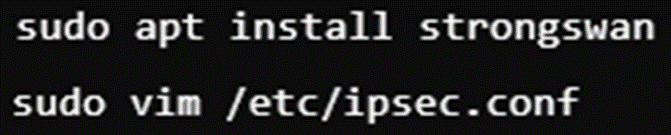 sudo apt install strongswan
sudo vim /etc/ipsec.conf